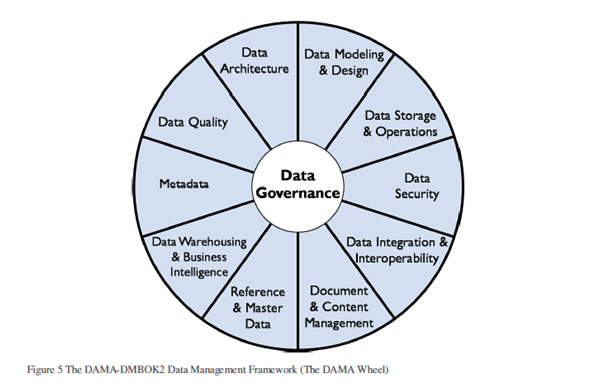 Data
Architecture
Data Modeling
& Design
Data Storage
& Operations
Data
Security
Data Integration &
Interoperability
Document
& Content
Management
Reference
& Master
Data
Data Warehousing
& Business
Intelligence
Metadata
Data Quality
Data
Governance
Figure 5 The DAMA-DMBOK2 Data Management Framework (The DAMA Wheel)